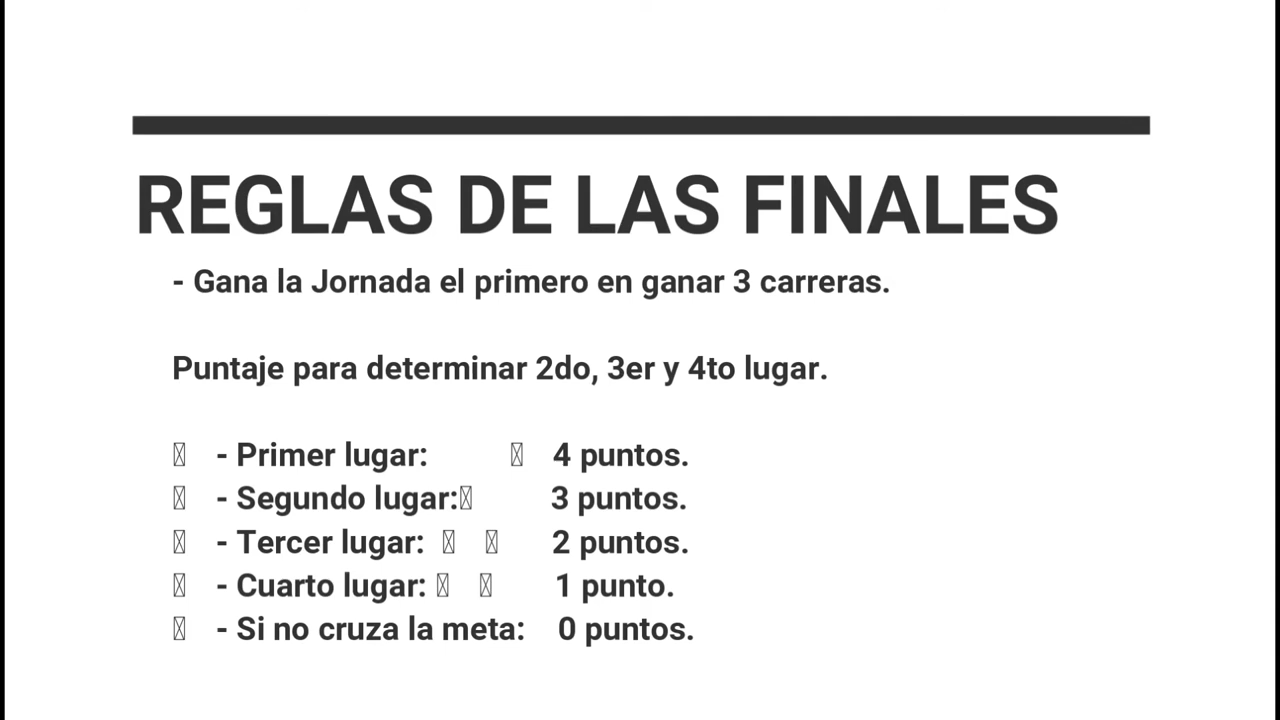 REGLAS DE LAS FINALES
- Gana la Jornada el primero en ganar 3 carreras.
Puntaje para determinar 2do, 3er y 4to lugar.
- Primer lugar: 4 puntos.
- Segundo lugar: 3 puntos.
- Tercer lugar: 2 puntos.
- Cuarto lugar: 1 punto.
- Si no cruza la meta: 0 puntos.